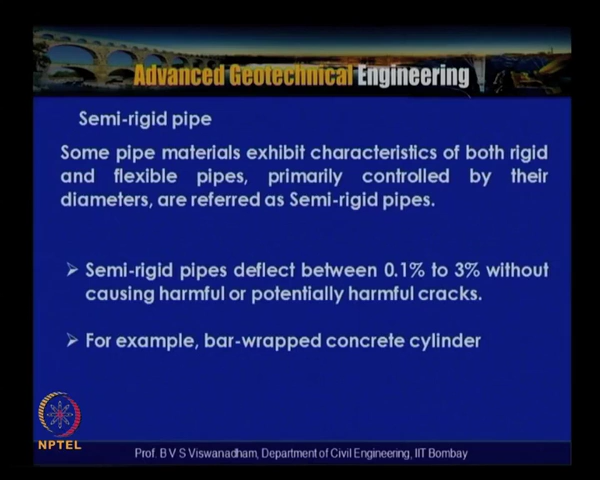 Advanced Geotechnical Engineering
Semi-rigid pipe
Some pipe materials exhibit characteristics of both rigid
and flexible pipes, primarily controlled by their
diameters, are referred as Semi-rigid pipes.
➤ Semi-rigid pipes deflect between 0.1% to 3% without
causing harmful or potentially harmful cracks.
➤ For example, bar-wrapped concrete cylinder
NPTEL
Prof. B V S Viswanadham, Department of Civil Engineering, IIT Bombay